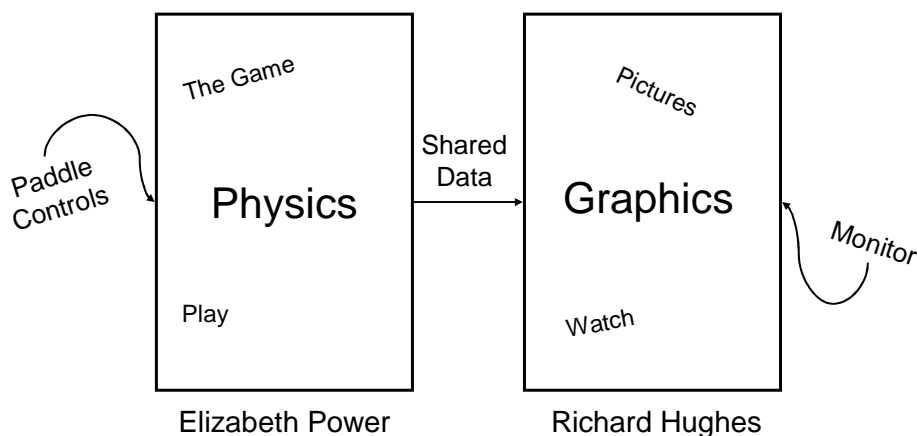 The Game
Paddle
Controls
Physics
Play
Shared
Data
Pictures
Graphics
Watch
Monitor
Elizabeth Power
Richard Hughes